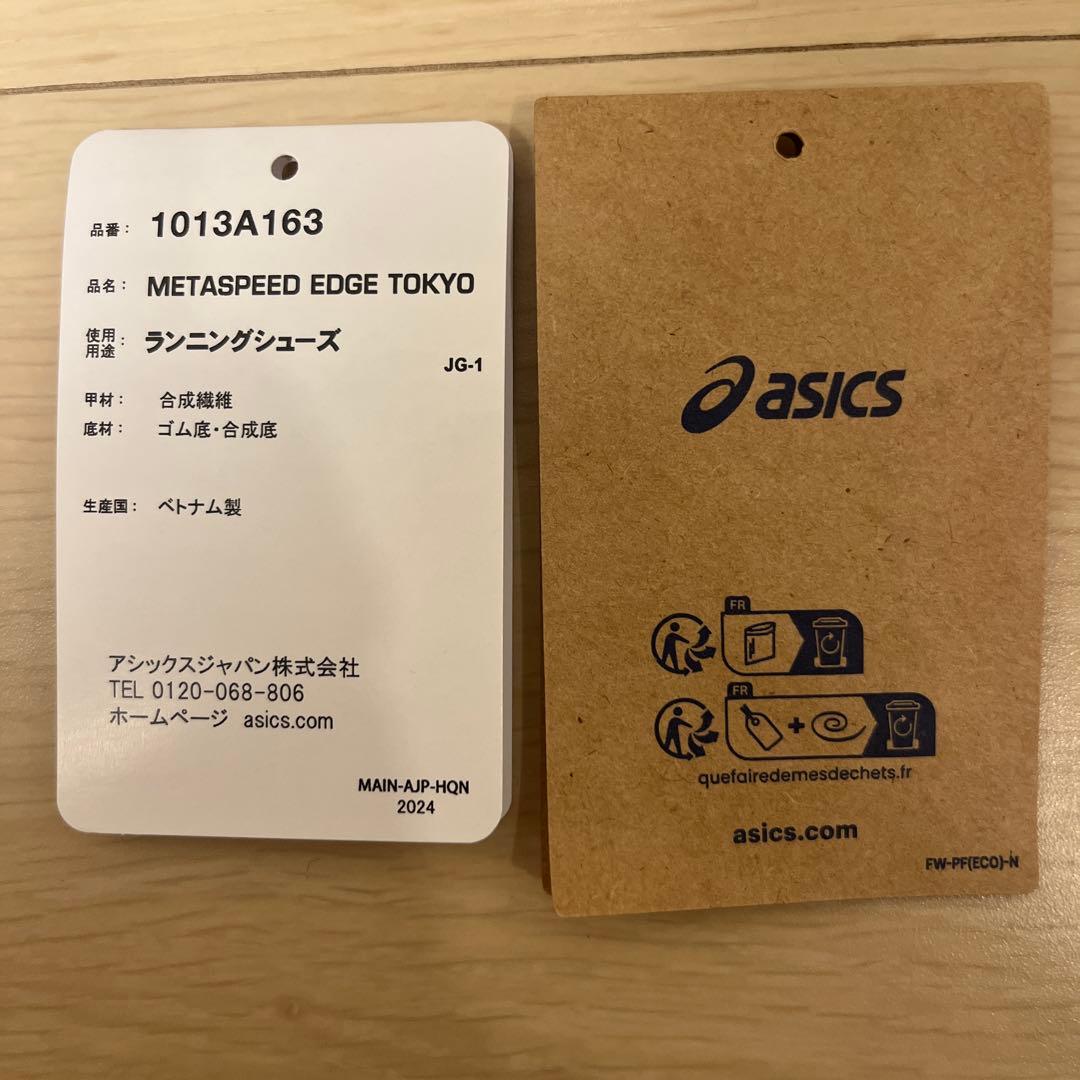 品番: 1013A163
品名: METASPEED EDGE TOKYO
使用用途: ランニングシューズ
JG-1
甲材: 合成繊維
底材: ゴム底・合成底
生産国: ベトナム製
アシックスジャパン株式会社
TEL 0120-068-806
ホームページ asics.com
MAIN-AJP-HQN
2024
asics
FR
FR
+
quefairedemesdechets.fr
asics.com
FW-PF(ECO)-N